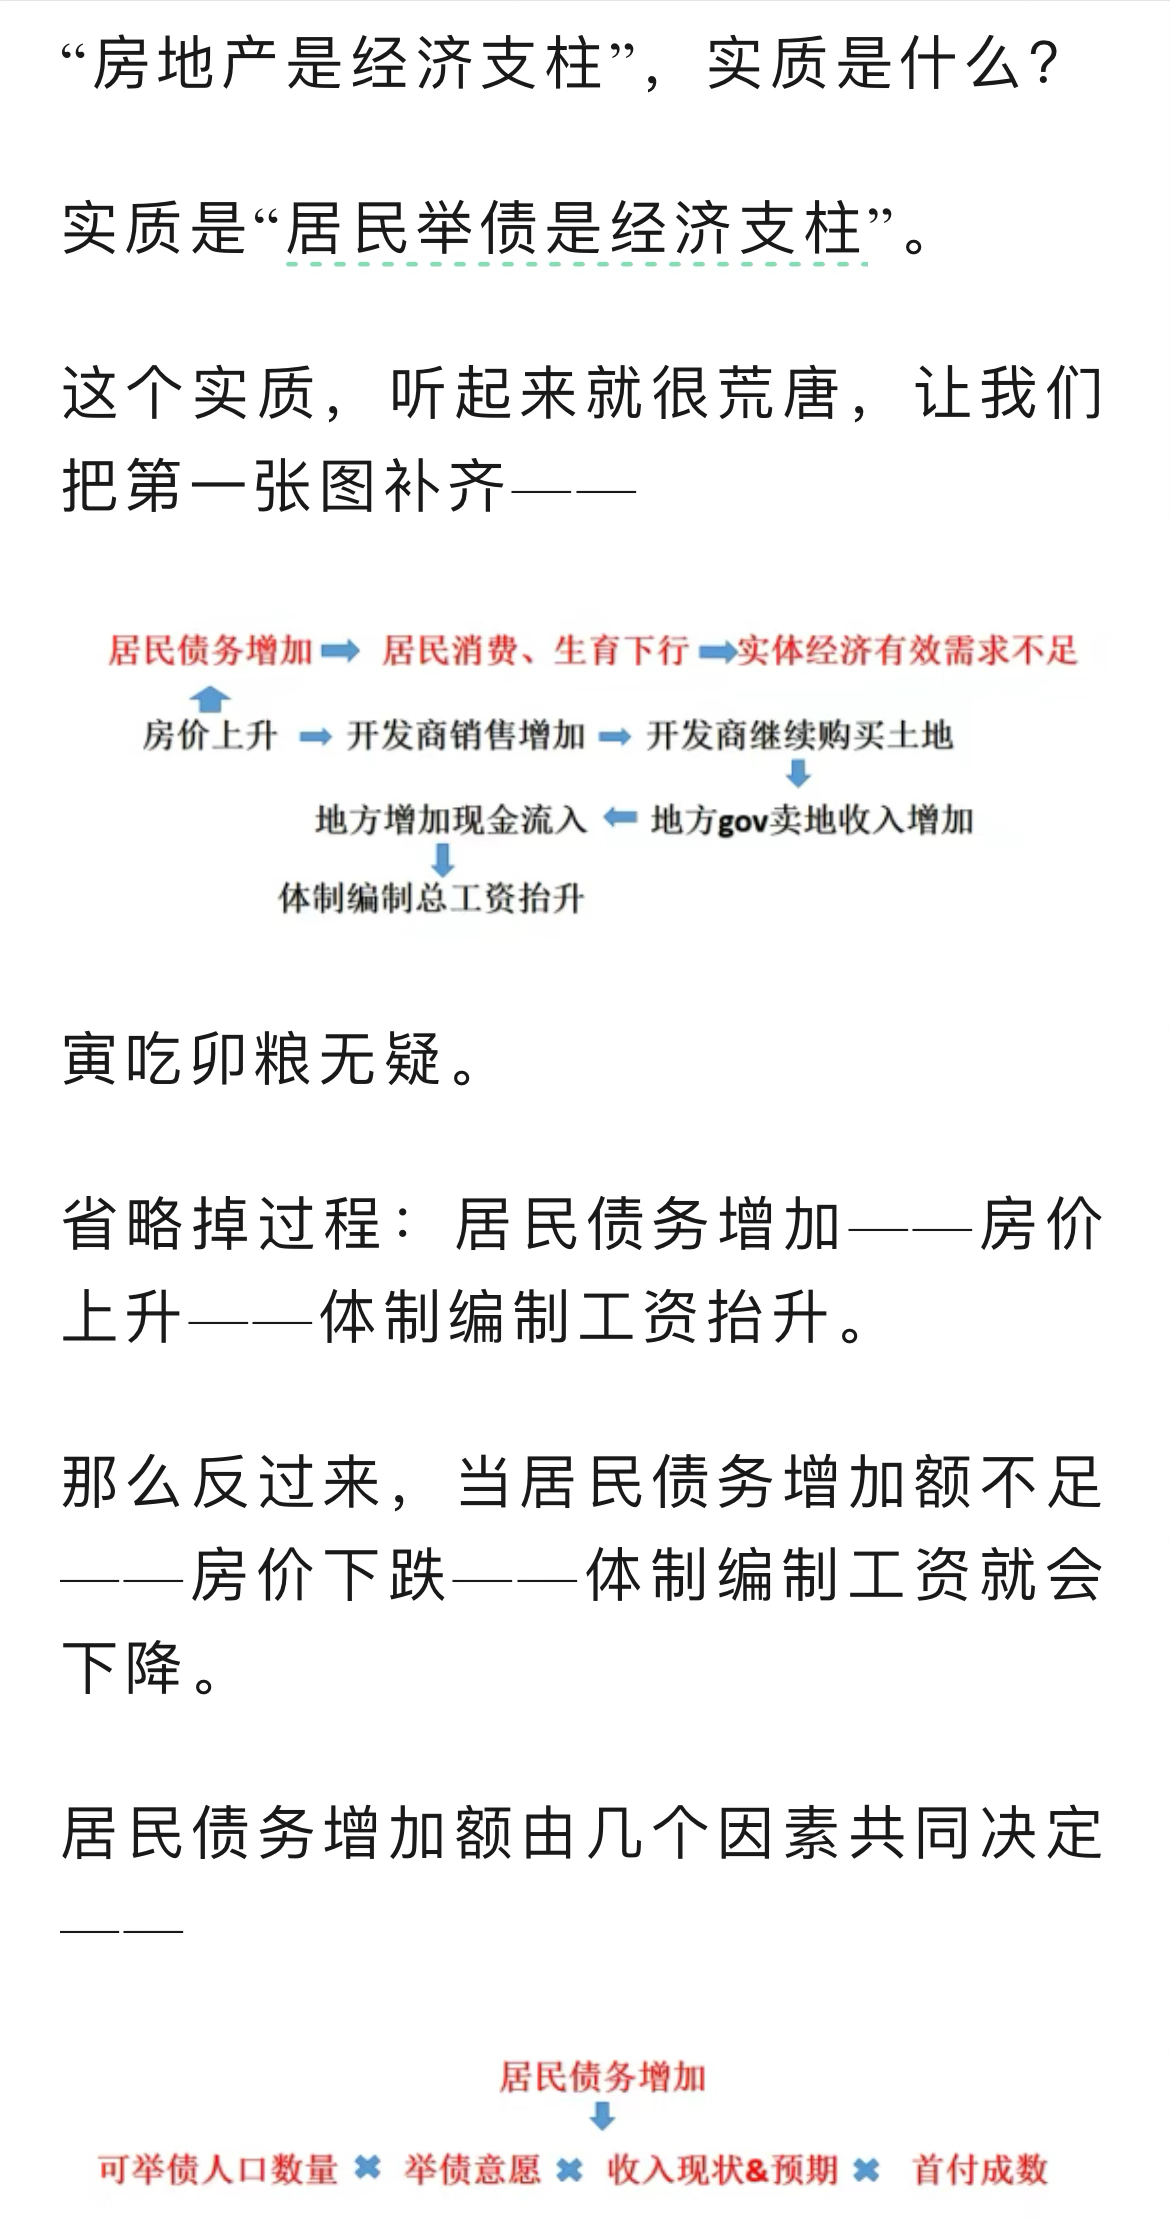 “房地产是经济支柱”，实质是什么？
实质是“居民举债是经济支柱”。
这个实质，听起来就很荒唐，让我们
把第一张图补齐——
居民债务增加 居民消费、生育下行 实体经济有效需求不足
房价上升 开发商销售增加 开发商继续购买土地
地方增加现金流入 地方gov卖地收入增加
体制编制总工资抬升
寅吃卯粮无疑。
省略掉过程：居民债务增加——房价
上升——体制编制工资抬升。
那么反过来，当居民债务增加额不足
——房价下跌——体制编制工资就会
下降。
居民债务增加额由几个因素共同决定
——
居民债务增加
可举债人口数量 ✖ 举债意愿 ✖ 收入现状&预期 ✖ 首付成数